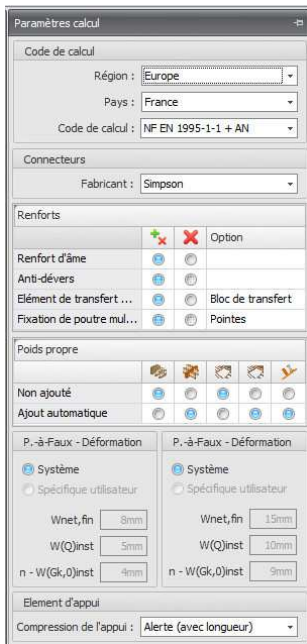 Paramètres calcul
Code de calcul
Région : Europe
Pays : France
Code de calcul : NF EN 1995-1-1 + AN
Connecteurs
Fabricant : Simpson
Renforts
Option
Renfort d'âme
Anti-dévers
Elément de transfert ... Bloc de transfert
Fixation de poutre mul... Pointes
Poids propre
Non ajouté
Ajout automatique
P.-à-Faux - Déformation P.-à-Faux - Déformation
Système Système
Spécifique utilisateur Spécifique utilisateur
Wnet,fin 8mm Wnet,fin 15mm
W(Q)inst 5mm W(Q)inst 10mm
n - W(Gk,0)inst 4mm n - W(Gk,0)inst 9mm
Element d'appui
Compression de l'appui : Alerte (avec longueur)